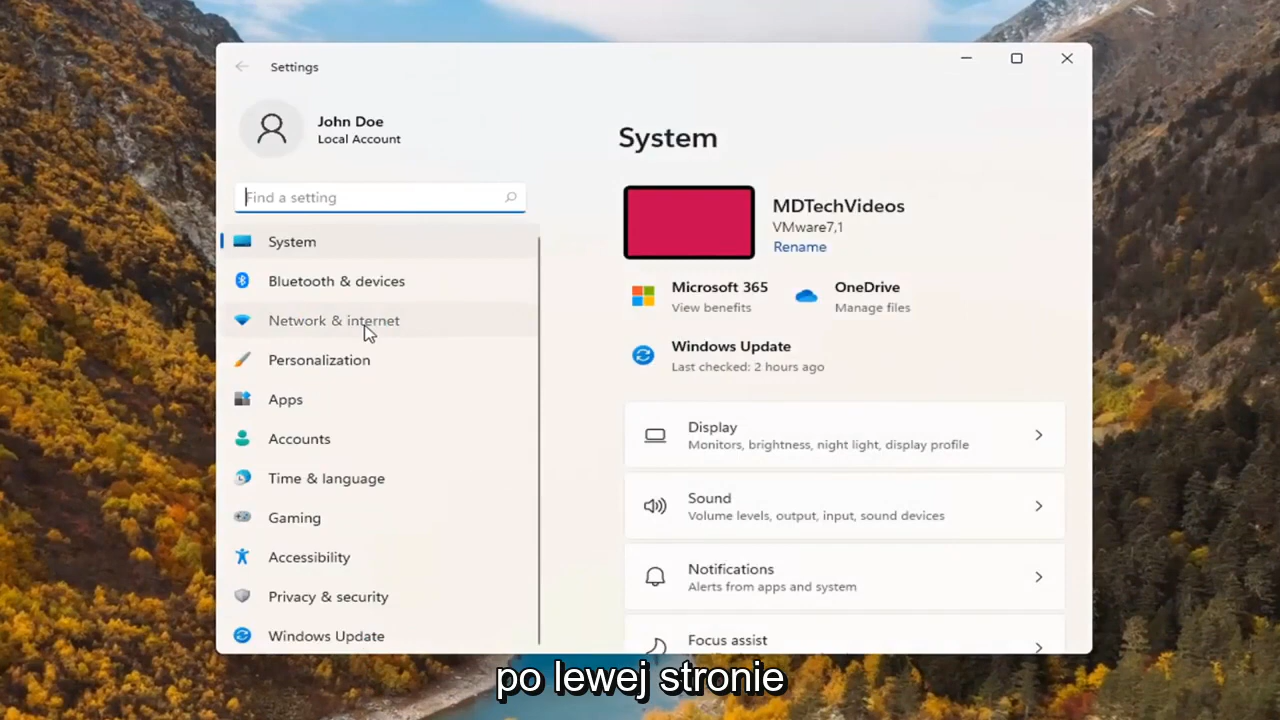 Settings
John Doe
Local Account
Find a setting
System
Bluetooth & devices
Network & internet
Personalization
Apps
Accounts
Time & language
Gaming
Accessibility
Privacy & security
Windows Update
System
MDTechVideos
VMware7,1
Rename
Microsoft 365
View benefits
OneDrive
Manage files
Windows Update
Last checked: 2 hours ago
Display
Monitors, brightness, night light, display profile
Sound
Volume levels, output, input, sound devices
Notifications
Alerts from apps and system
Focus assist
po lewej stronie